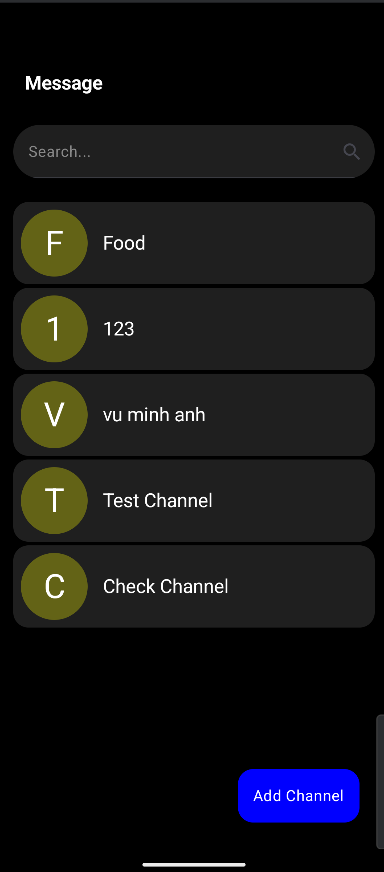 Message
Search...
F
Food
1
123
V
vu minh anh
T
Test Channel
C
Check Channel
Add Channel